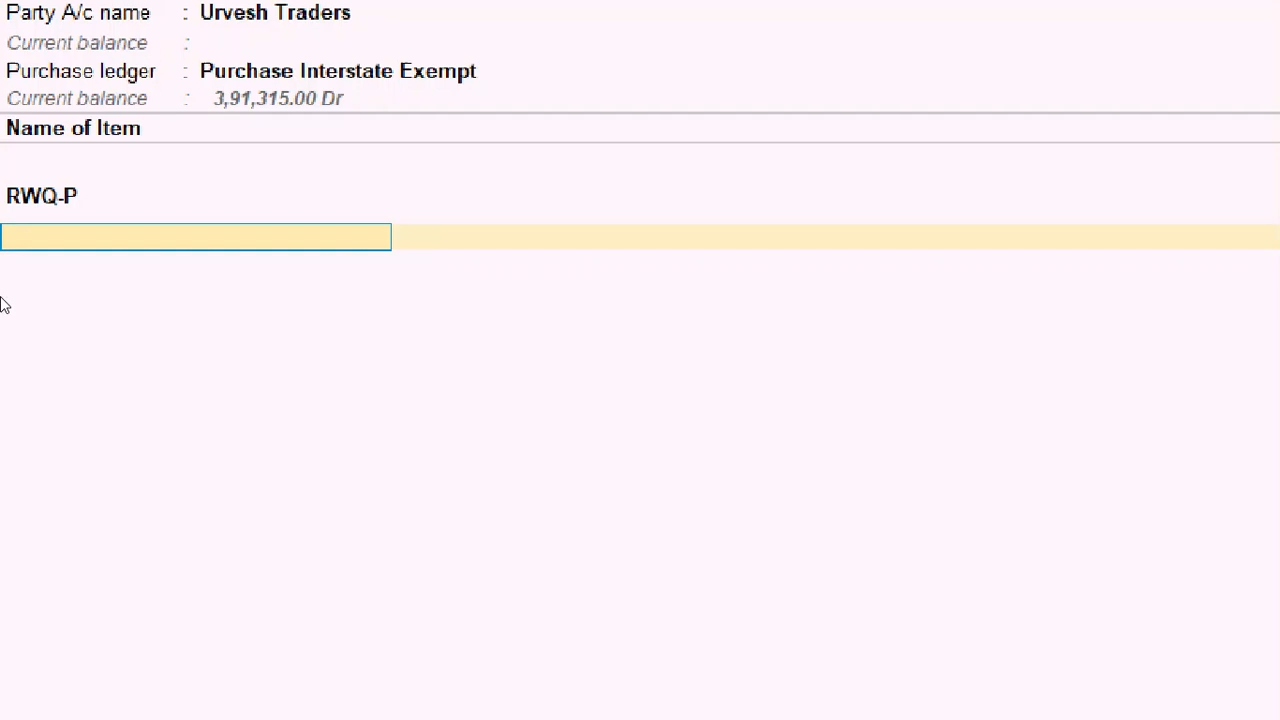 Party A/c name : Urvesh Traders
Current balance :
Purchase ledger : Purchase Interstate Exempt
Current balance : 3,91,315.00 Dr
Name of Item
RWQ-P